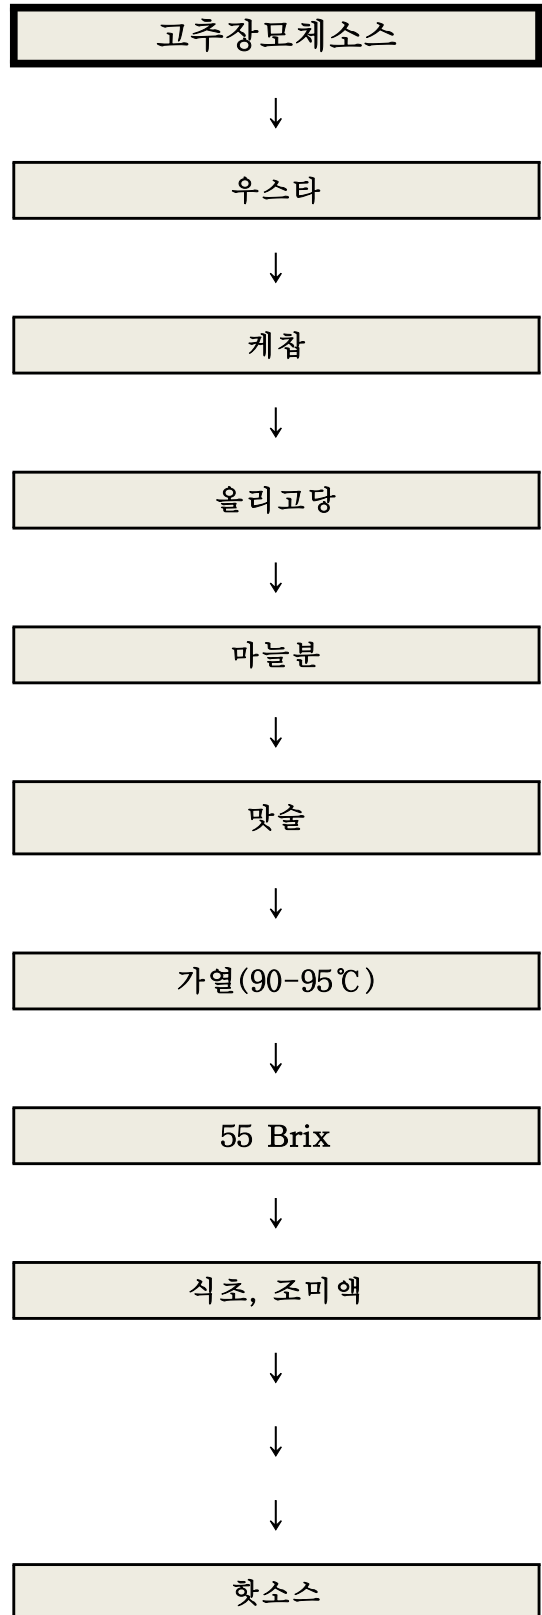 고추장모체소스
↓
우스타
↓
케찹
↓
올리고당
↓
마늘분
↓
맛술
↓
가열(90-95℃)
↓
55 Brix
↓
식초, 조미액
↓
↓
↓
핫소스